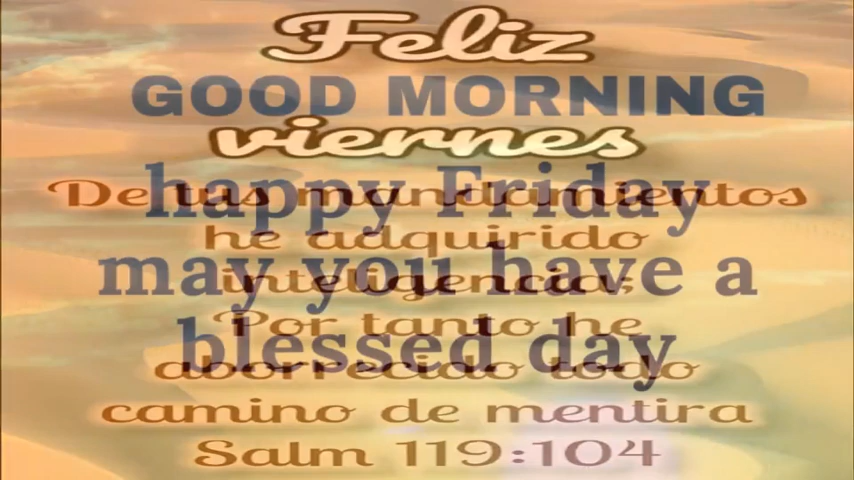 Feliz
GOOD MORNING
viernes
happy Friday
De tus mandamientos
he adquirido
may you have a
inteligencia;
Por tanto he
blessed day
aborrecido todo
camino de mentira
Salm 119:104